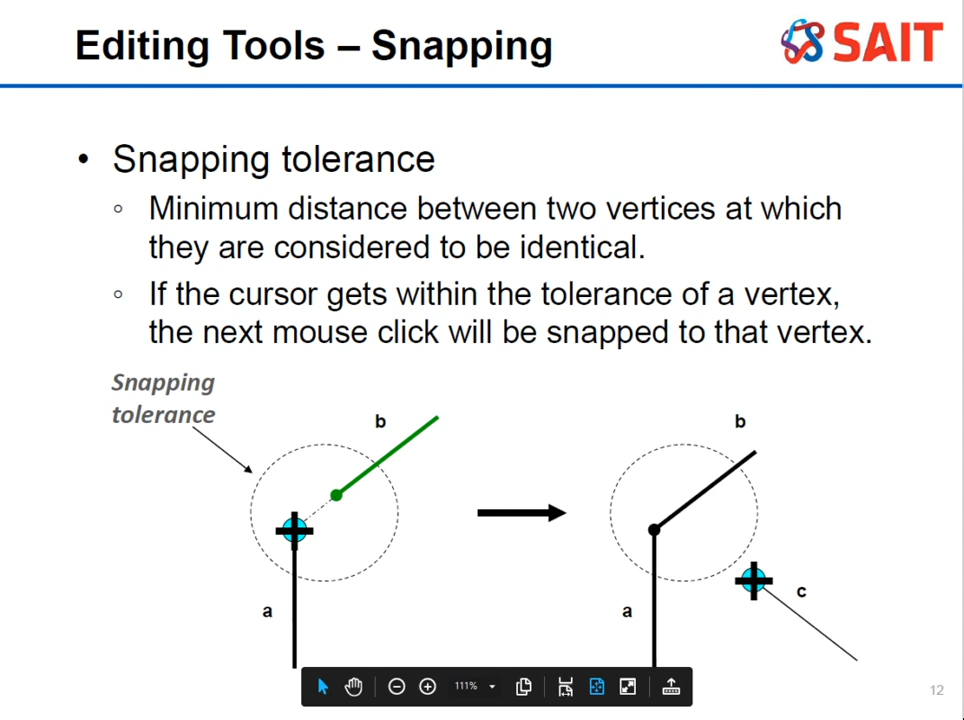 Editing Tools – Snapping
SAIT
• Snapping tolerance
◦ Minimum distance between two vertices at which
they are considered to be identical.
◦ If the cursor gets within the tolerance of a vertex,
the next mouse click will be snapped to that vertex.
Snapping
tolerance
b
a
b
a
c
111%
12